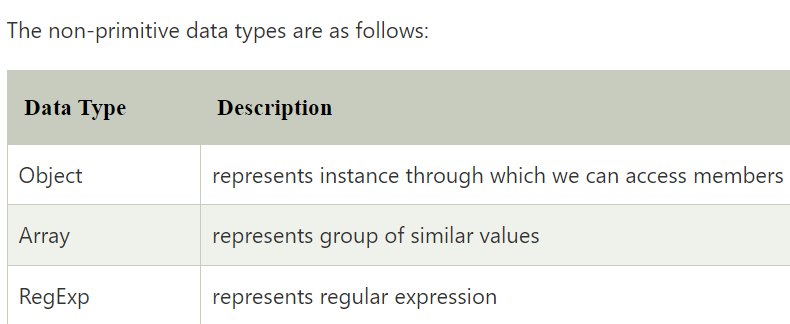 The non-primitive data types are as follows:
Data Type Description
Object represents instance through which we can access members
Array represents group of similar values
RegExp represents regular expression